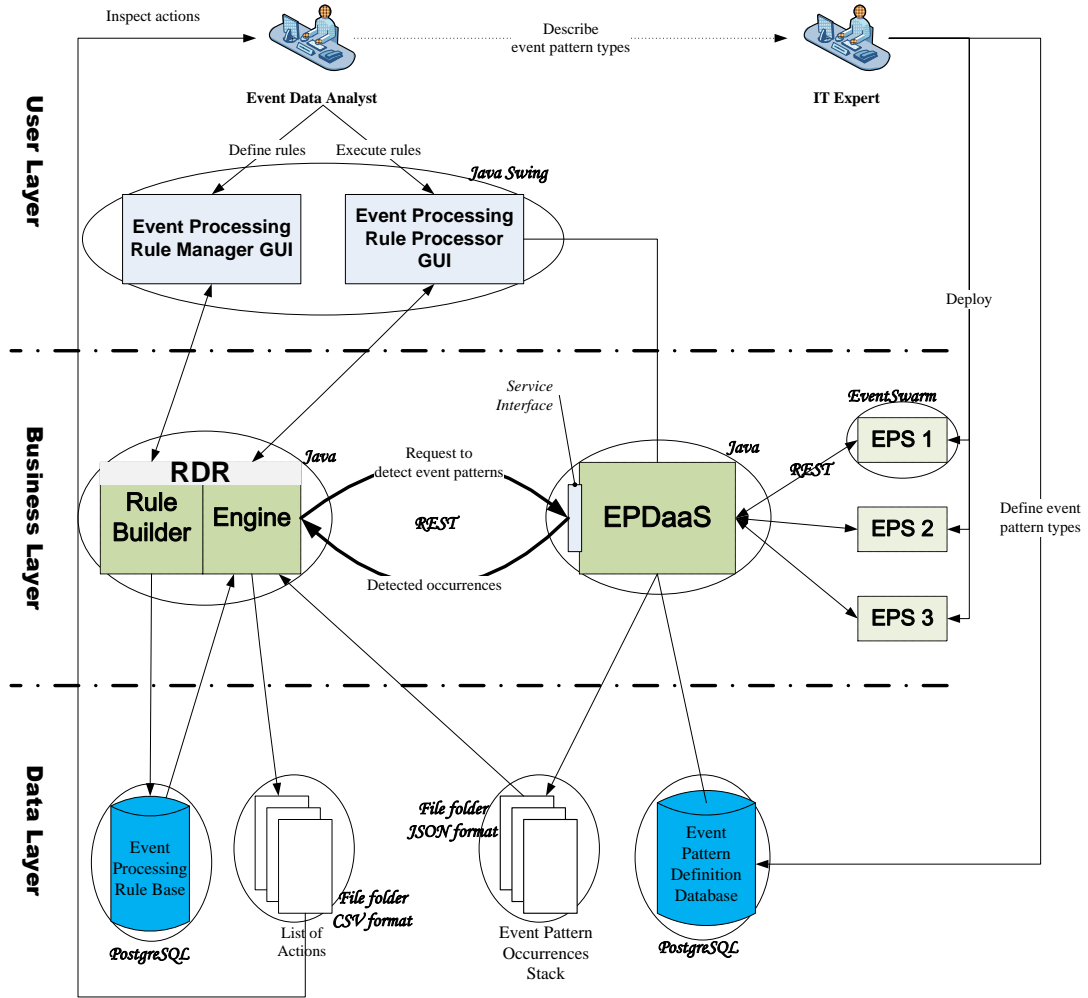 Inspect actions
Describe
event pattern types
Event Data Analyst
IT Expert
User Layer
Define rules
Execute rules
Java Swing
Event Processing
Rule Manager GUI
Event Processing
Rule Processor
GUI
Deploy
Business Layer
Service
Interface
EventSwarm
EPS 1
Java
Java
RDR
Rule
Builder
Engine
Request to
detect event patterns
REST
Detected occurrences
EPDaaS
REST
EPS 2
EPS 3
Define event
pattern types
Data Layer
Event
Processing
Rule Base
PostgreSQL
File folder
CSV format
List of
Actions
File folder
JSON format
Event Pattern
Occurrences
Stack
Event
Pattern
Definition
Database
PostgreSQL